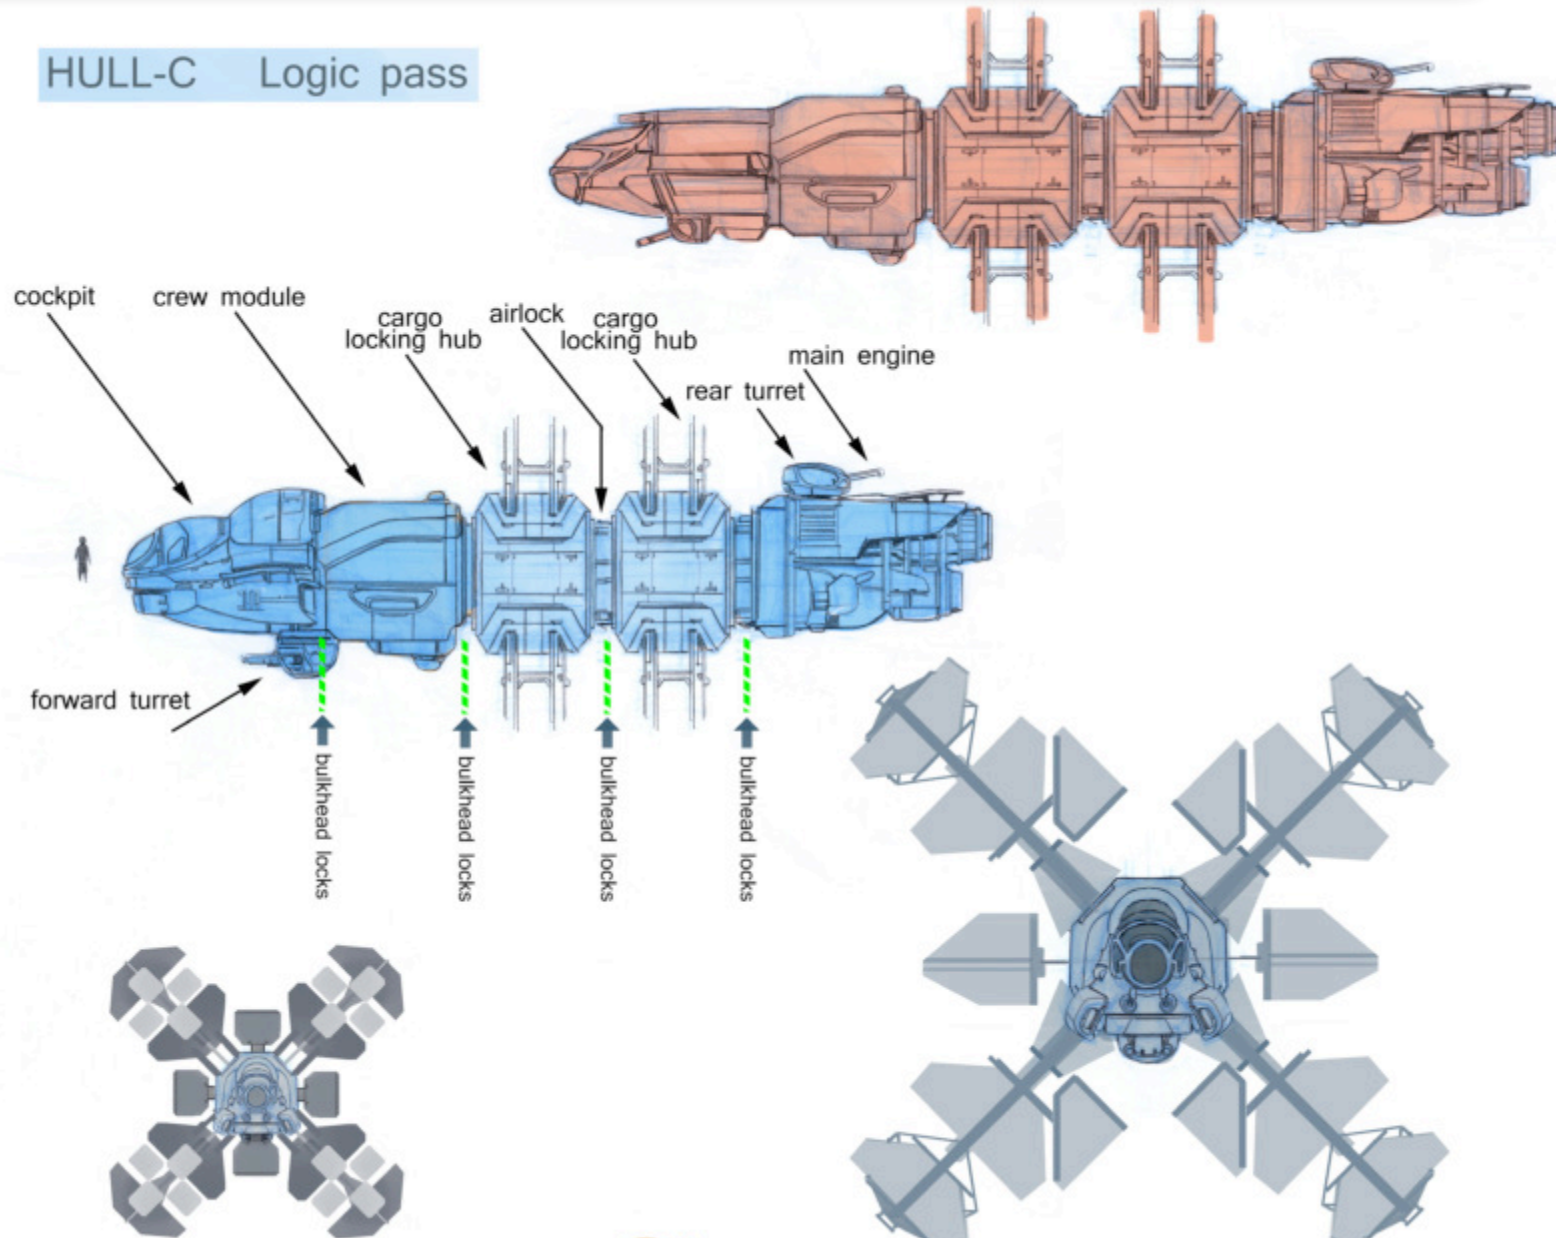 HULL-C Logic pass
cockpit
crew module
cargo
locking hub
airlock
cargo
locking hub
main engine
rear turret
forward turret
bulkhead locks
bulkhead locks
bulkhead locks
bulkhead locks